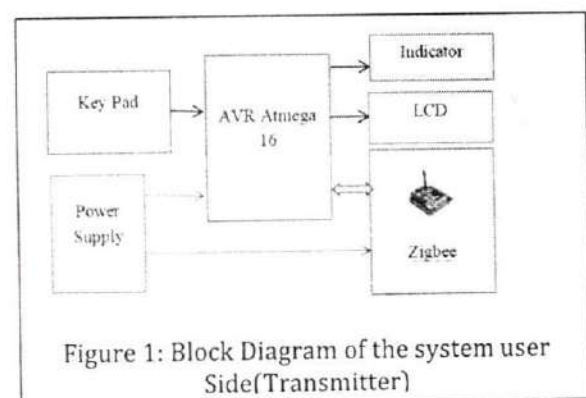 Indicator
Key Pad
AVR Atmega
16
LCD
Power
Supply
Zigbee
Figure 1: Block Diagram of the system user
Side(Transmitter)